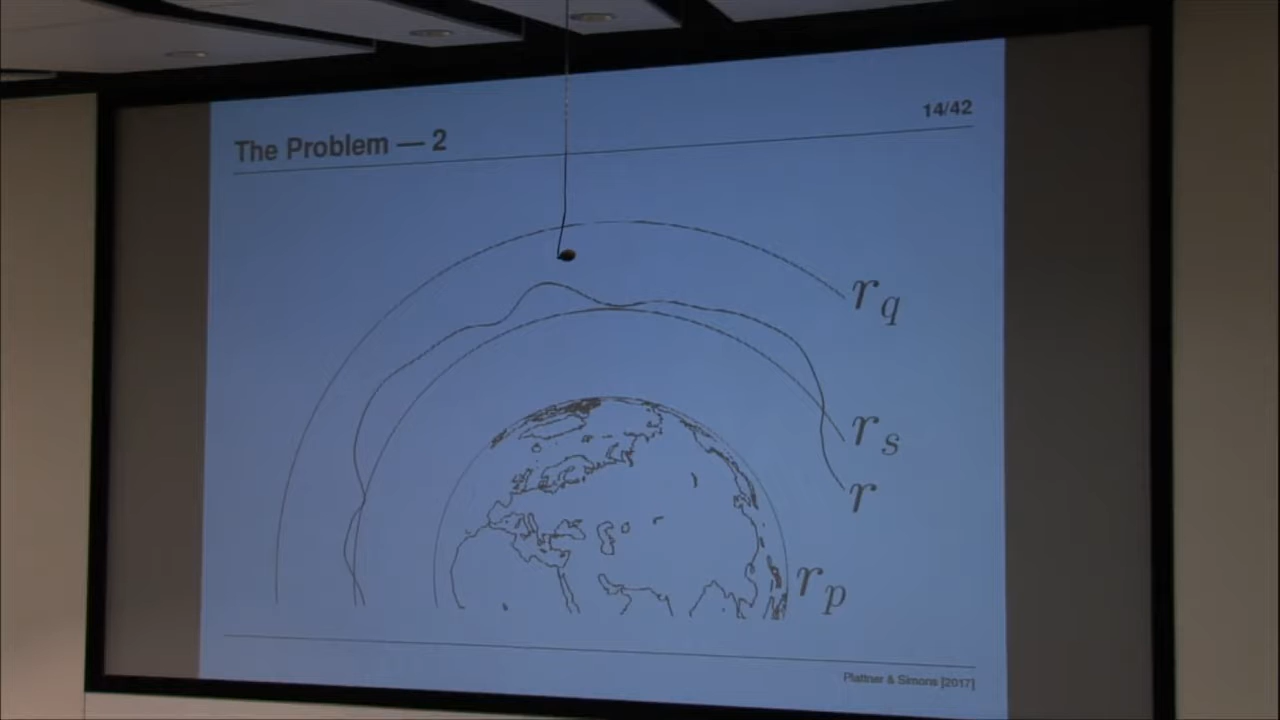 The Problem — 2
14/42
r_q
r_s
r
r_p
Plattner & Simons [2017]